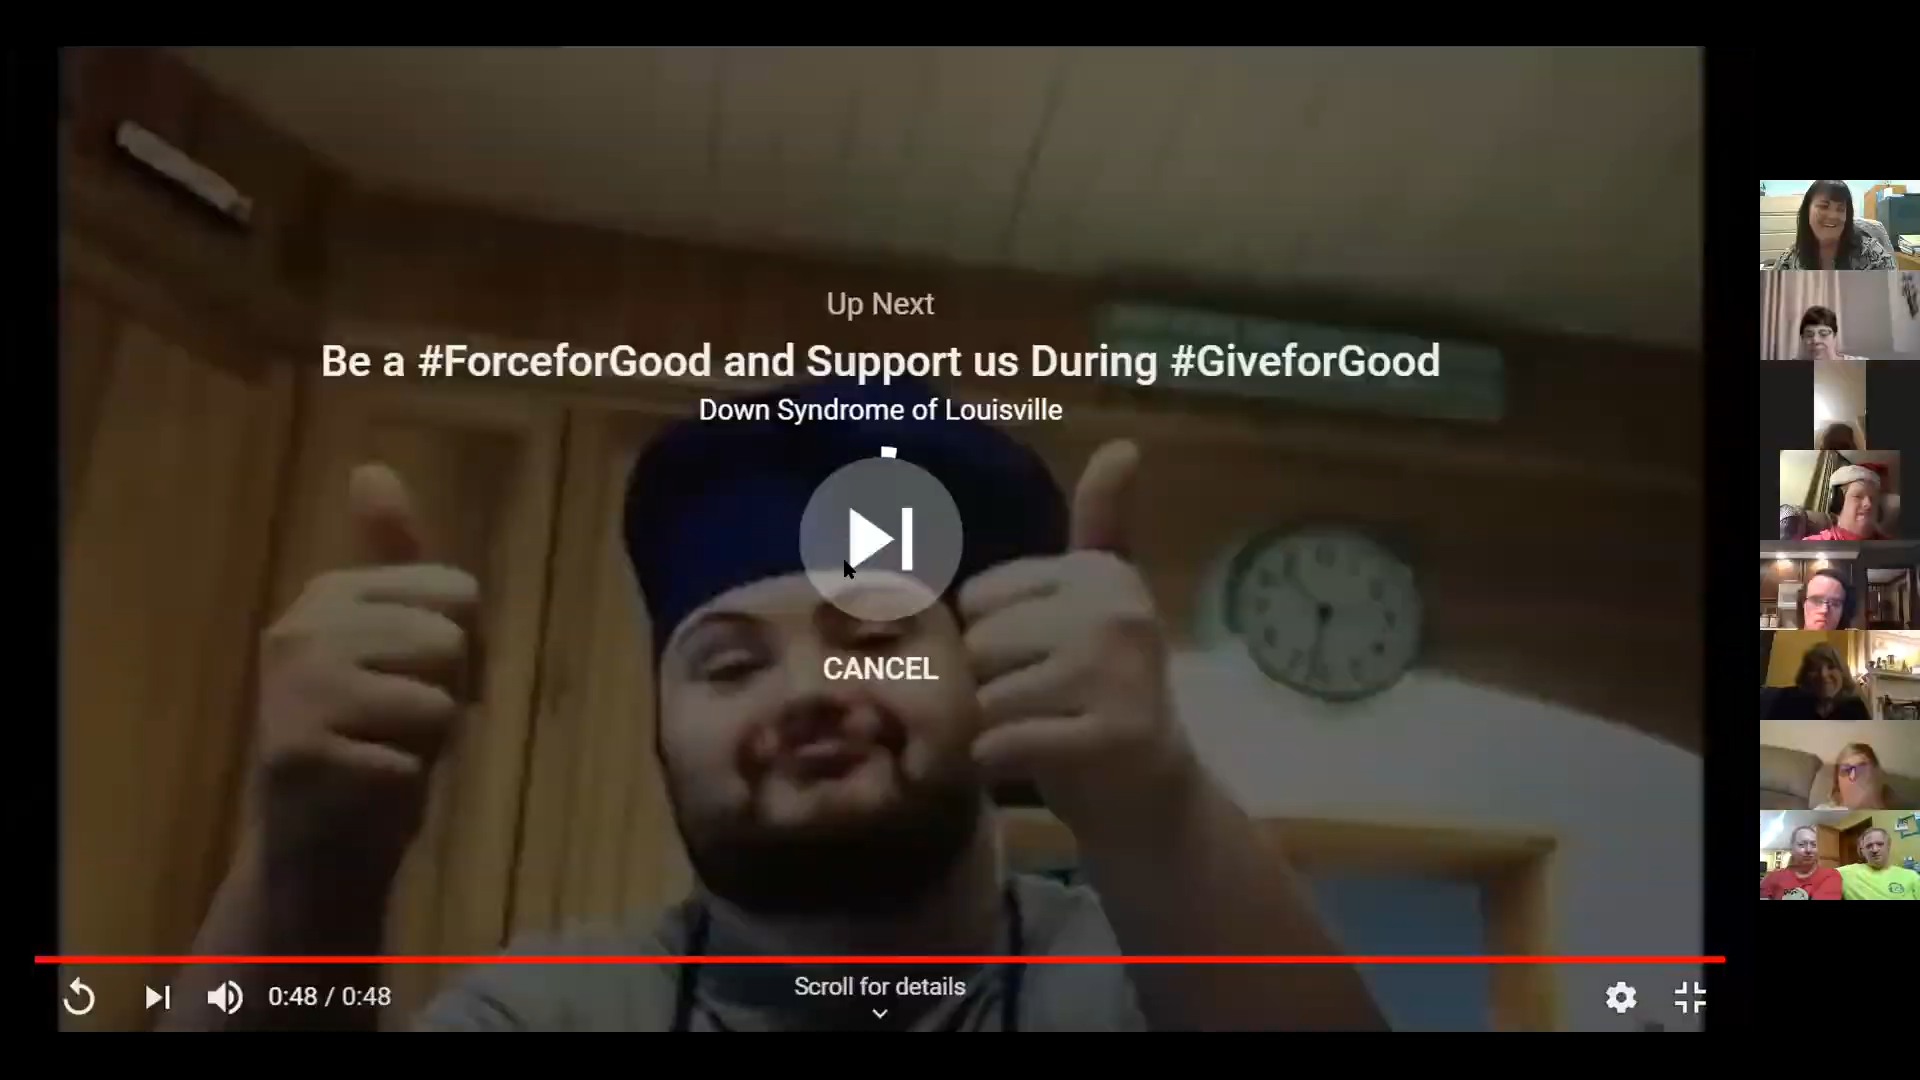 Up Next
Be a #ForceforGood and Support us During #GiveforGood
Down Syndrome of Louisville
CANCEL
0:48 / 0:48
Scroll for details